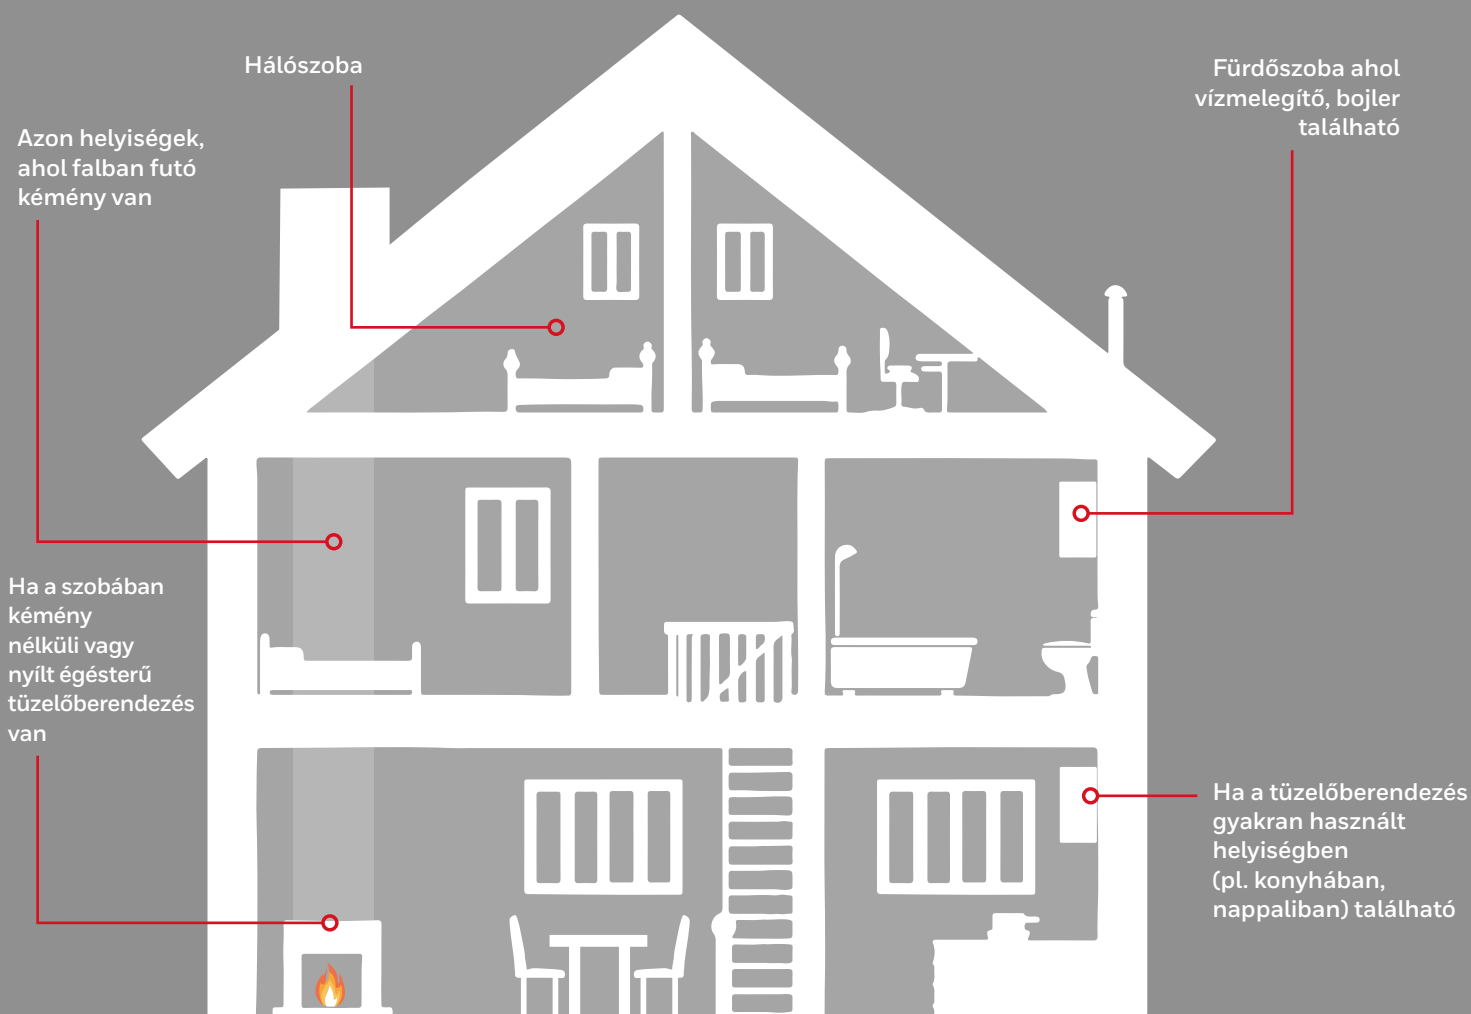 Hálószoba
Azon helyiségek,
ahol falban futó
kémény van
Ha a szobában
kémény
nélküli vagy
nyílt égésterű
tüzelőberendezés
van
Fürdőszoba ahol
vízmelegítő, bojler
található
Ha a tüzelőberendezés
gyakran használt
helyiségben
(pl. konyhában,
nappaliban) található